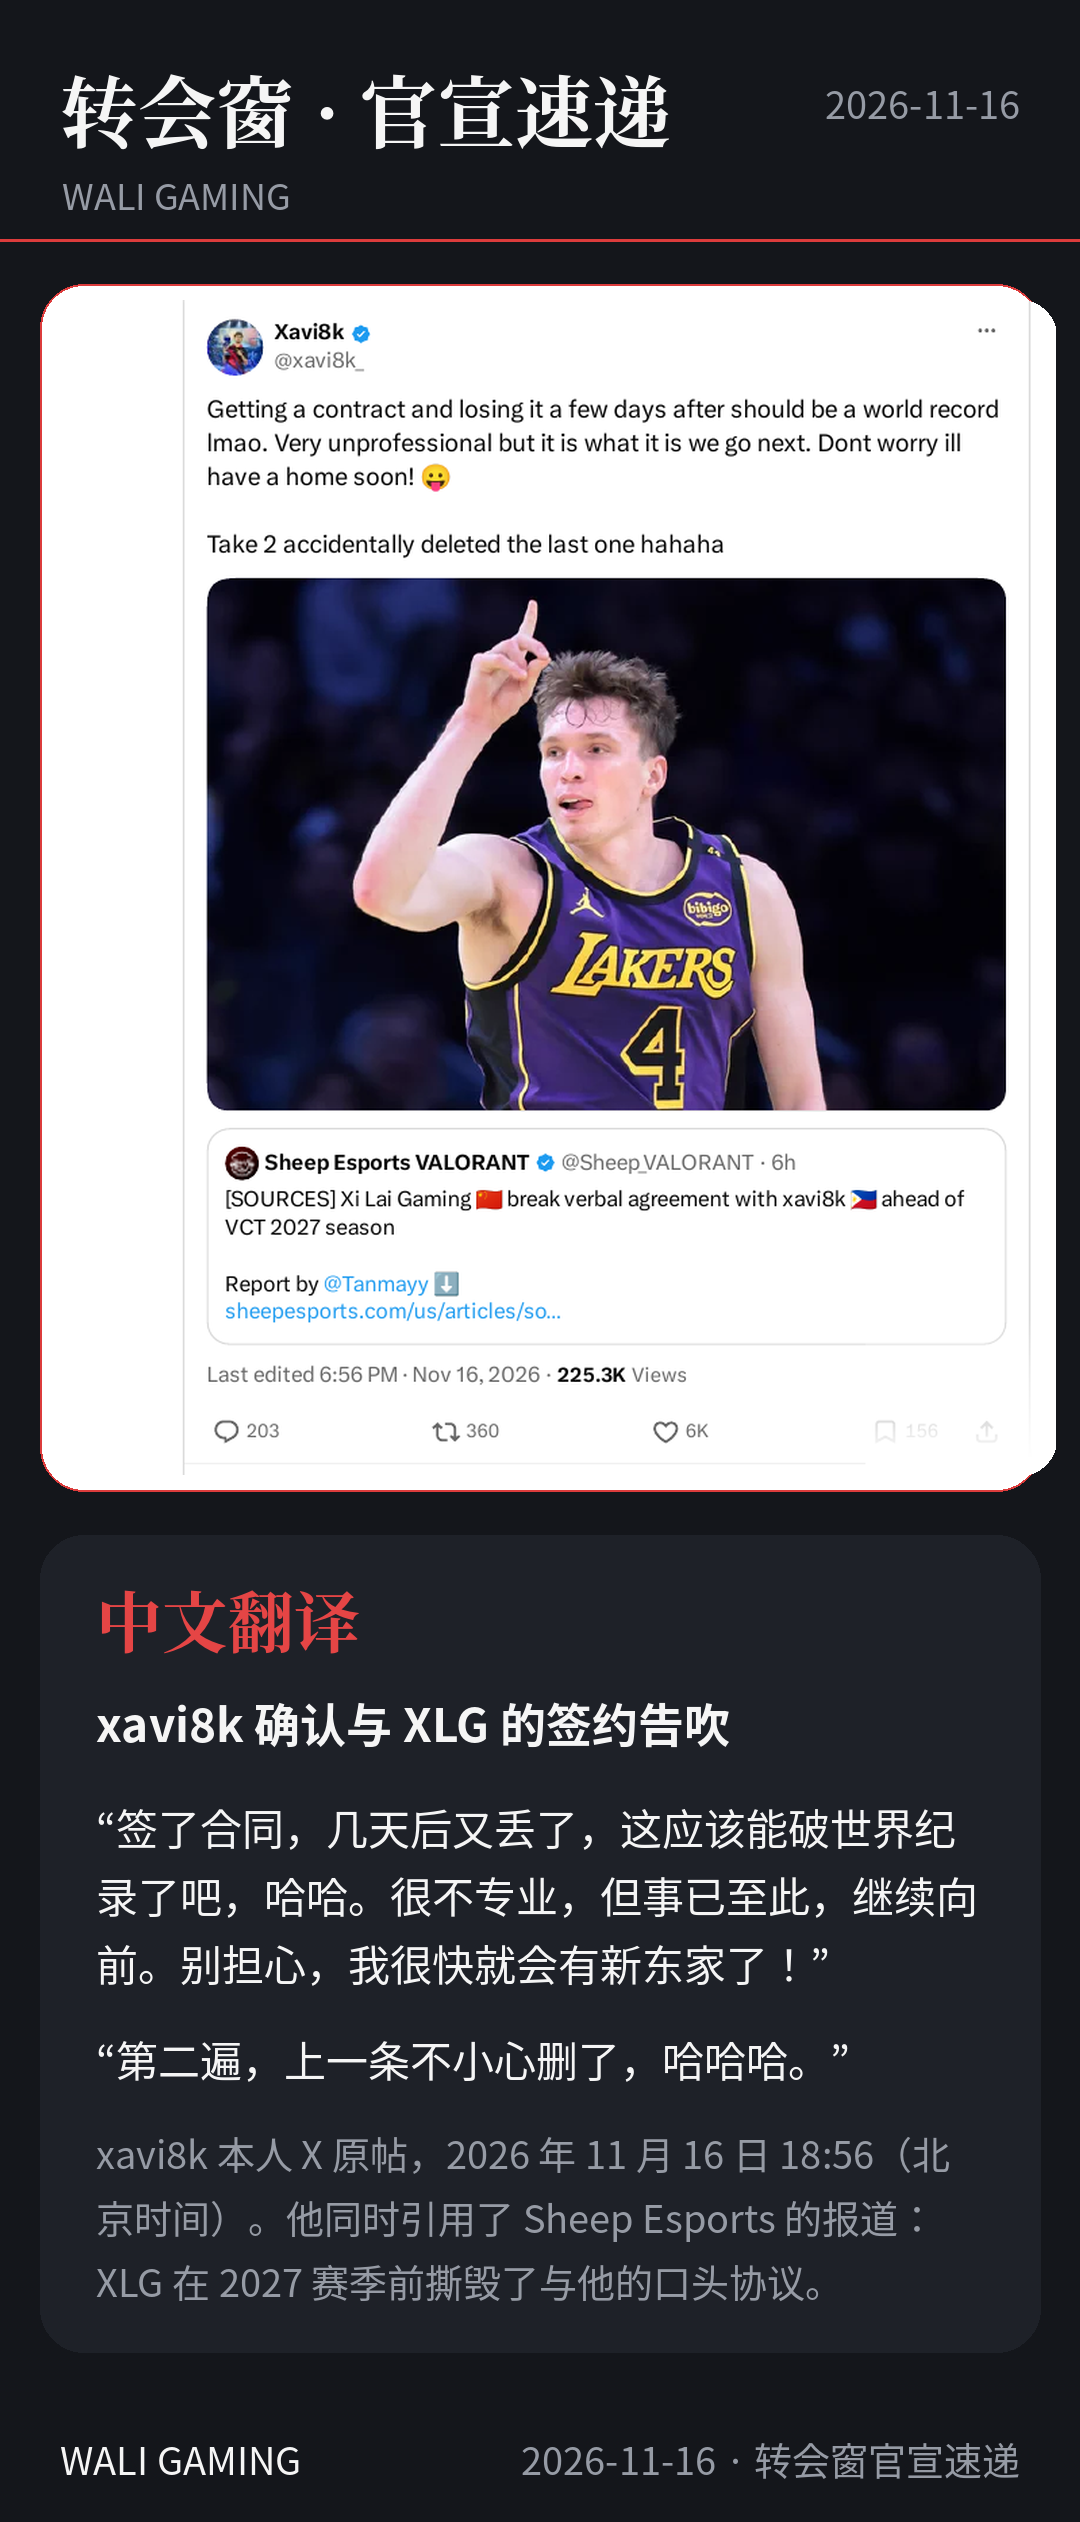 转会窗 · 官宣速递
2026-11-16
WALI GAMING
Xavi8k
@xavi8k_
Getting a contract and losing it a few days after should be a world record
lmao. Very unprofessional but it is what it is we go next. Dont worry ill
have a home soon! 😛
Take 2 accidentally deleted the last one hahaha
bibigo
LAKERS
4
Sheep Esports VALORANT @Sheep_VALORANT · 6h
[SOURCES] Xi Lai Gaming 🇨🇳 break verbal agreement with xavi8k 🇵🇭 ahead of
VCT 2027 season
Report by @Tanmayy ⬇️
sheepesports.com/us/articles/so...
Last edited 6:56 PM · Nov 16, 2026 · 225.3K Views
203 360 6K 156
中文翻译
xavi8k 确认与 XLG 的签约告吹
“签了合同，几天后又丢了，这应该能破世界纪
录了吧，哈哈。很不专业，但事已至此，继续向
前。别担心，我很快就会有新东家了！”
“第二遍，上一条不小心删了，哈哈哈。”
xavi8k 本人 X 原帖，2026 年 11 月 16 日 18:56（北
京时间）。他同时引用了 Sheep Esports 的报道：
XLG 在 2027 赛季前撕毁了与他的口头协议。
WALI GAMING
2026-11-16 · 转会窗官宣速递